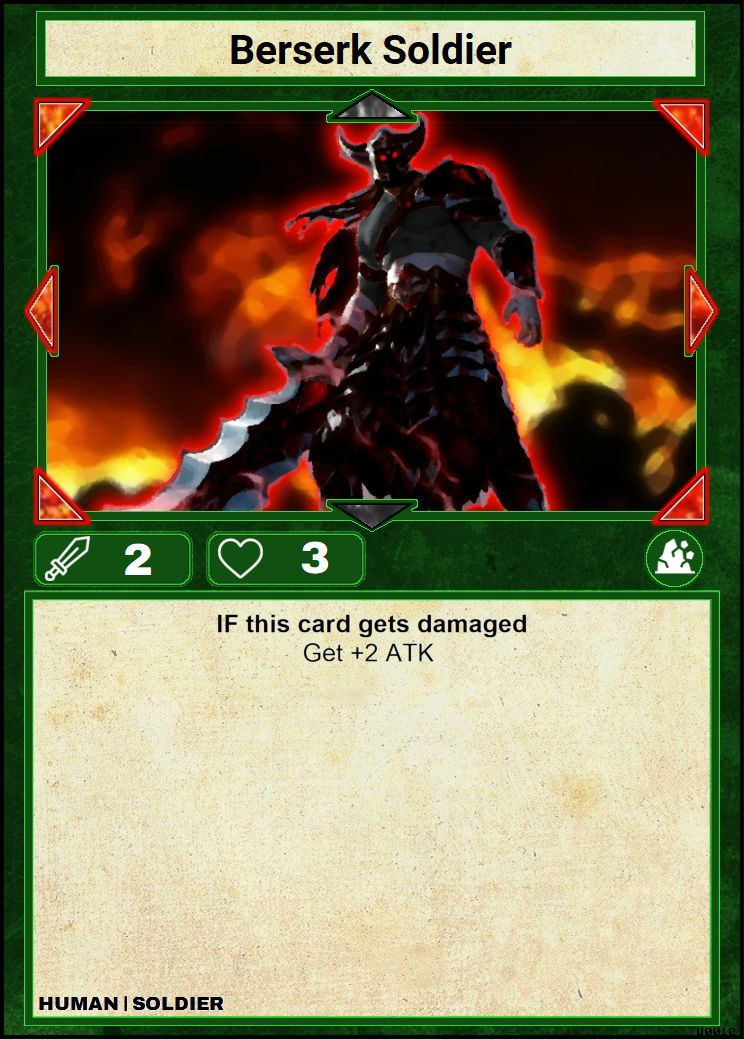 Berserk Soldier
2
3
IF this card gets damaged
Get +2 ATK
HUMAN | SOLDIER